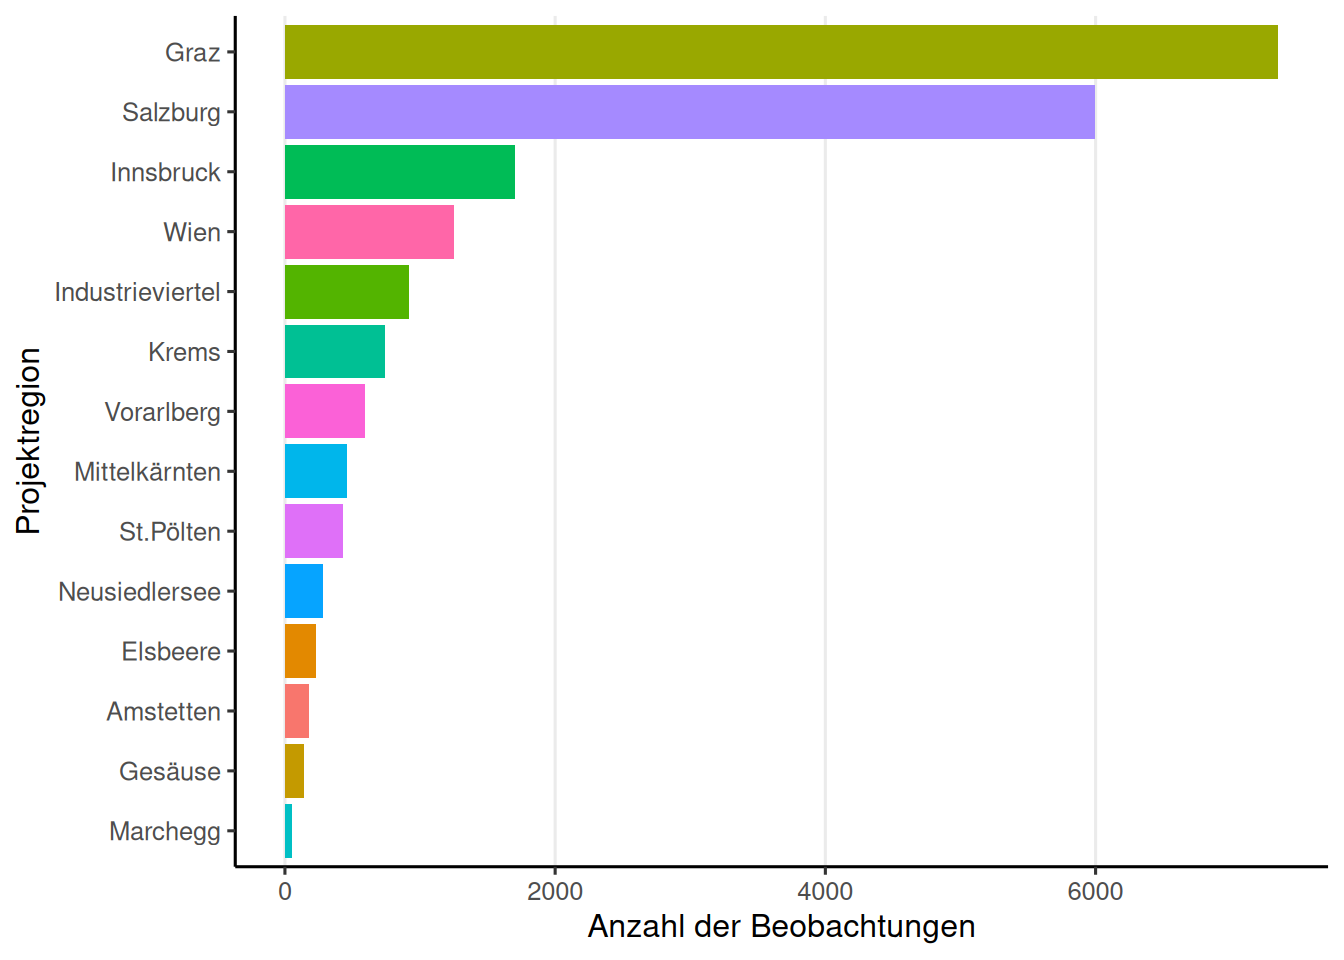 Projektregion
Graz
Salzburg
Innsbruck
Wien
Industrieviertel
Krems
Vorarlberg
Mittelkärnten
St.Pölten
Neusiedlersee
Elsbeere
Amstetten
Gesäuse
Marchegg
0 2000 4000 6000
Anzahl der Beobachtungen